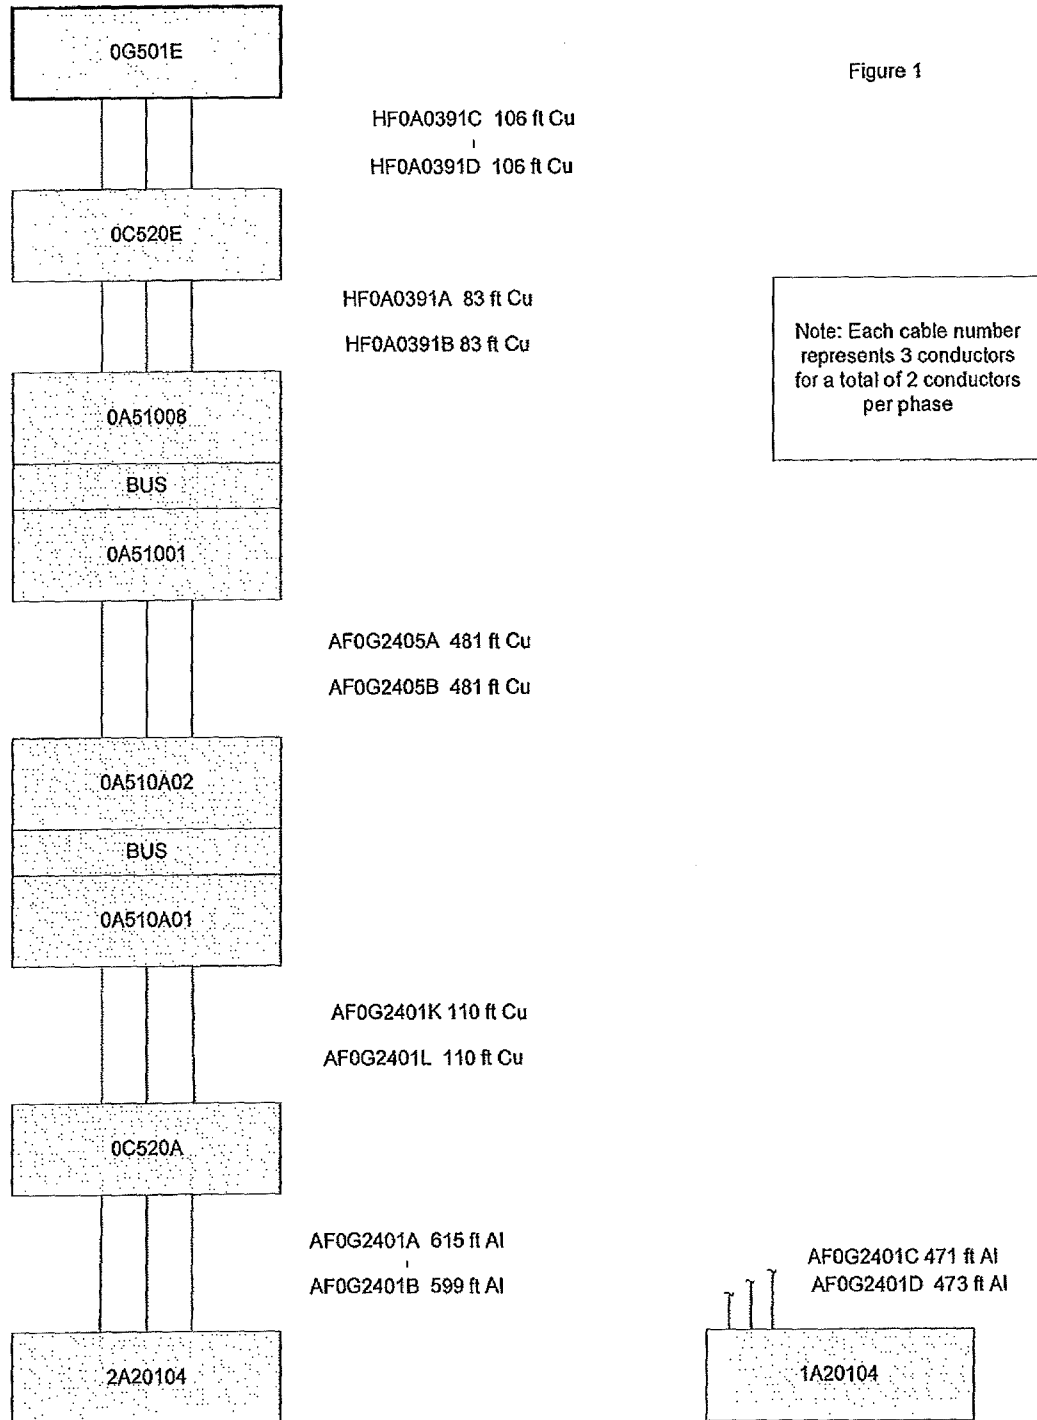 0G501E
Figure 1
HF0A0391C 106 ft Cu
HF0A0391D 106 ft Cu
0C520E
HF0A0391A 83 ft Cu
HF0A0391B 83 ft Cu
Note: Each cable number
represents 3 conductors
for a total of 2 conductors
per phase
0A51008
BUS
0A51001
AF0G2405A 481 ft Cu
AF0G2405B 481 ft Cu
0A510A02
BUS
0A510A01
AF0G2401K 110 ft Cu
AF0G2401L 110 ft Cu
0C520A
AF0G2401A 615 ft Al
AF0G2401B 599 ft Al
AF0G2401C 471 ft Al
AF0G2401D 473 ft Al
2A20104
1A20104